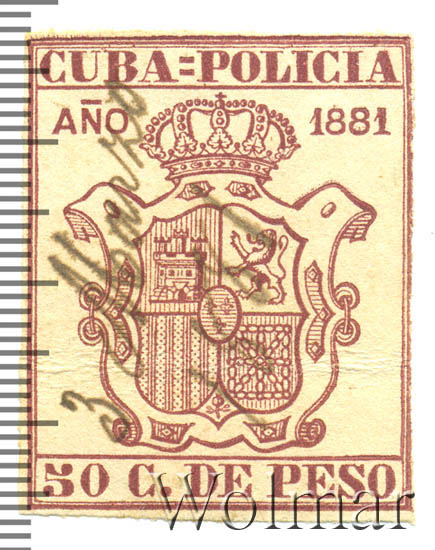 CUBA=POLICIA
AÑO 1881
50 C. DE PESO
Wolmar